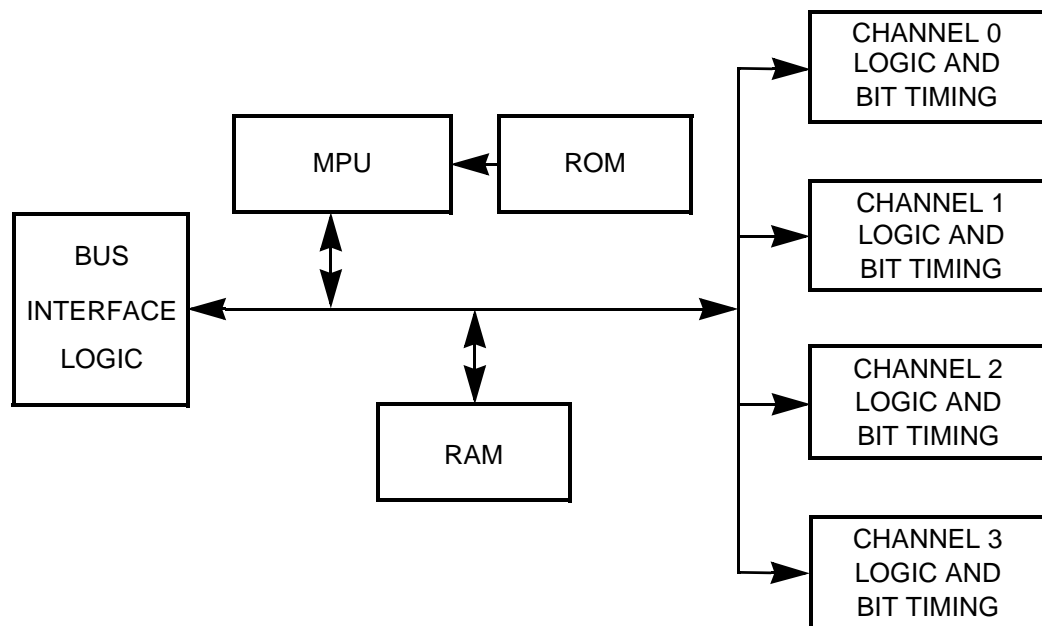 CHANNEL 0
LOGIC AND
BIT TIMING
MPU
ROM
CHANNEL 1
LOGIC AND
BIT TIMING
BUS
INTERFACE
LOGIC
CHANNEL 2
LOGIC AND
BIT TIMING
RAM
CHANNEL 3
LOGIC AND
BIT TIMING